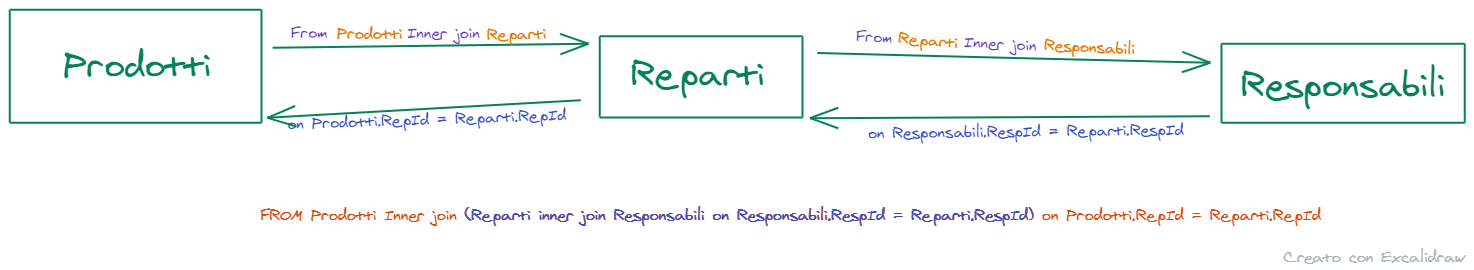 Prodotti
From Prodotti Inner join Reparti
on Prodotti.RepId = Reparti.RepId
Reparti
From Reparti Inner join Responsabili
on Responsabili.RespId = Reparti.RespId
Responsabili
FROM Prodotti Inner join (Reparti inner join Responsabili on Responsabili.RespId = Reparti.RespId) on Prodotti.RepId = Reparti.RepId
Creato con Excalidraw